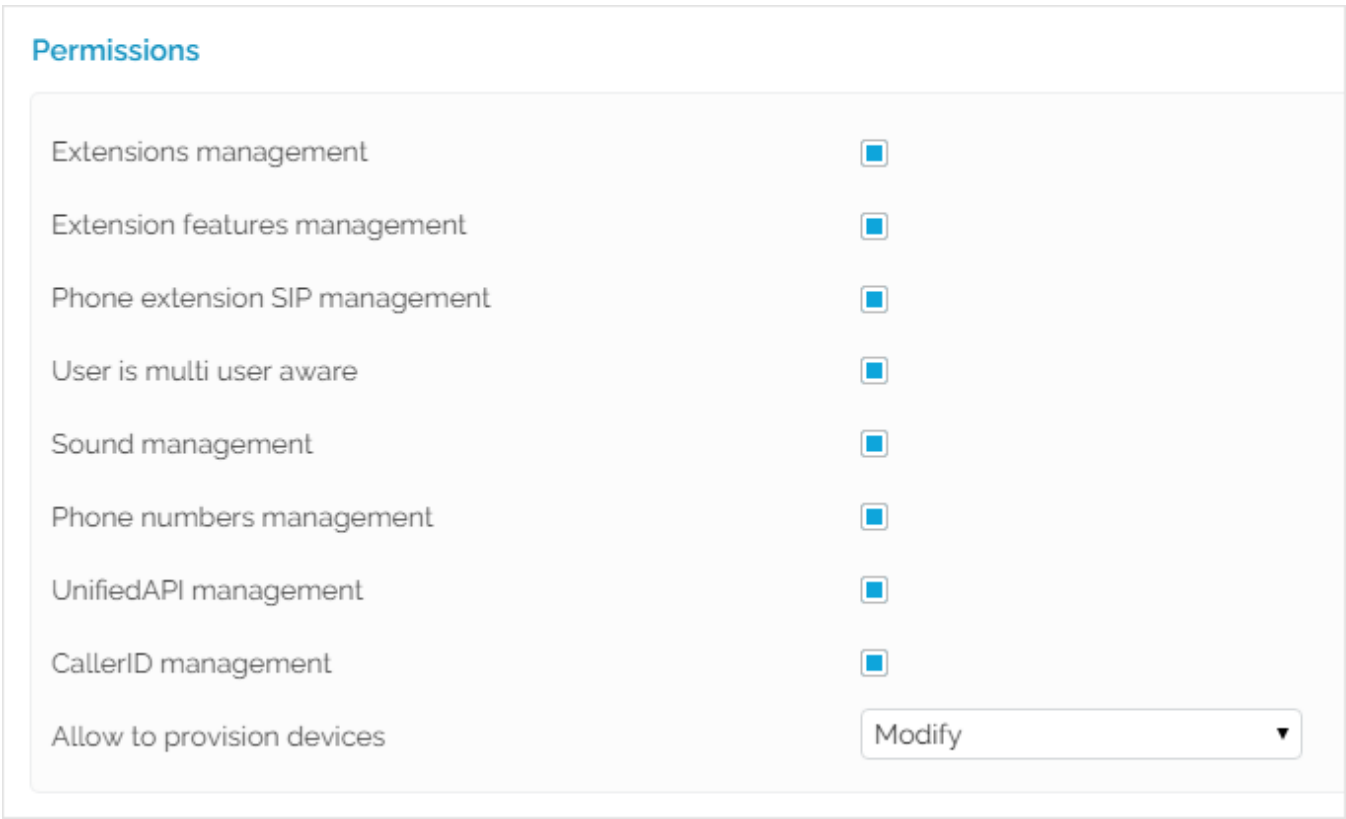 Permissions
Extensions management
Extension features management
Phone extension SIP management
User is multi user aware
Sound management
Phone numbers management
UnifiedAPI management
CallerID management
Allow to provision devices Modify